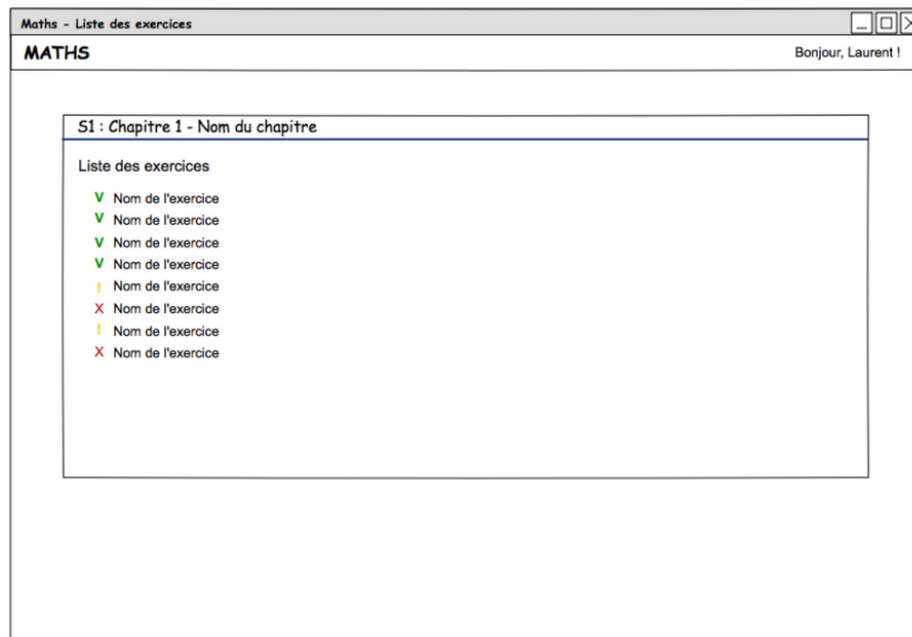 Maths - Liste des exercices
MATHS
Bonjour, Laurent !
S1 : Chapitre 1 - Nom du chapitre
Liste des exercices
V Nom de l'exercice
V Nom de l'exercice
V Nom de l'exercice
V Nom de l'exercice
! Nom de l'exercice
X Nom de l'exercice
! Nom de l'exercice
X Nom de l'exercice